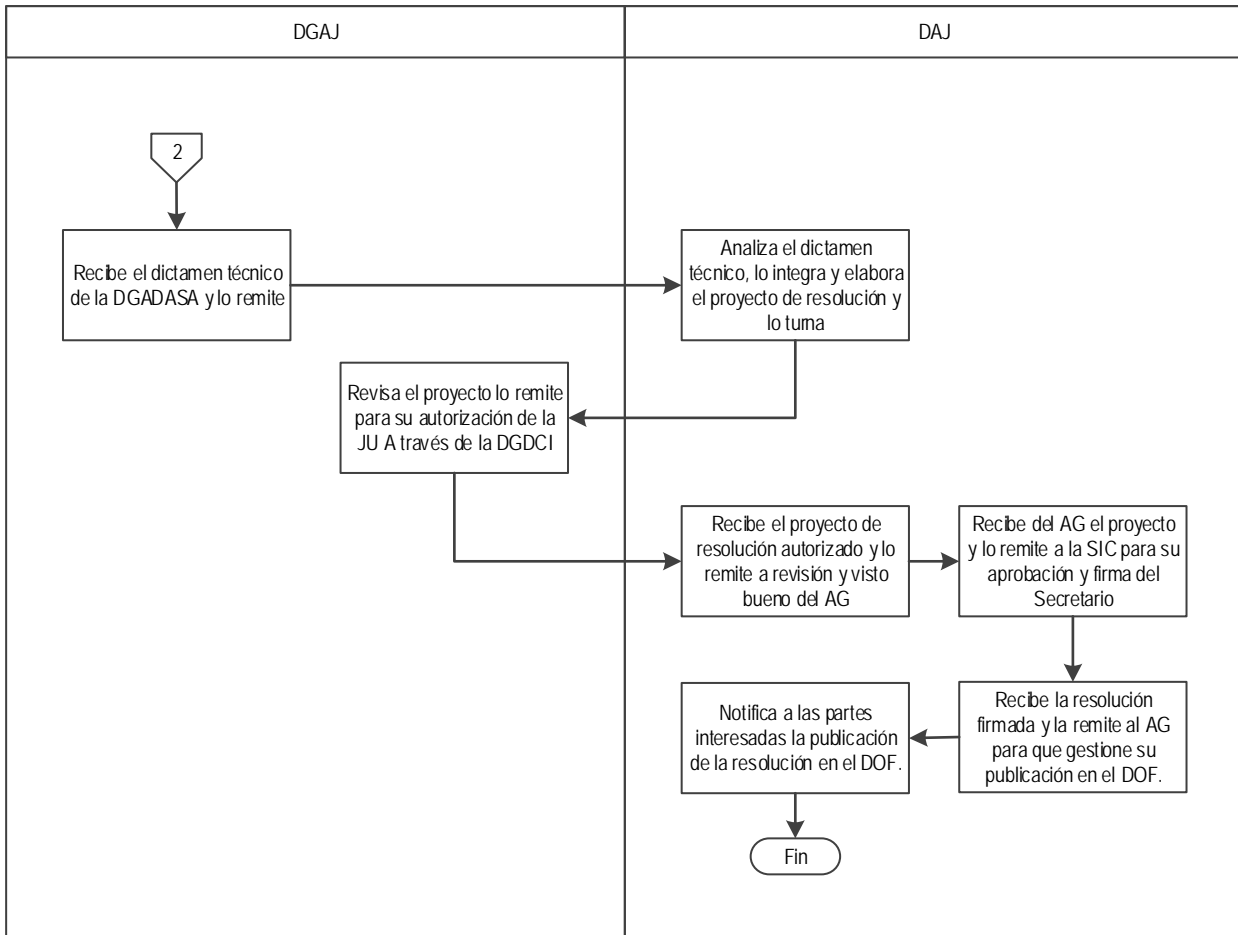 DGAJ
DAJ
2
Recibe el dictamen técnico
de la DGADASA y lo remite
Analiza el dictamen
técnico, lo integra y elabora
el proyecto de resolución y
lo turna
Revisa el proyecto lo remite
para su autorización de la
JU A través de la DGDCI
Recibe el proyecto de
resolución autorizado y lo
remite a revisión y visto
bueno del AG
Recibe del AG el proyecto
y lo remite a la SIC para su
aprobación y firma del
Secretario
Recibe la resolución
firmada y la remite al AG
para que gestione su
publicación en el DOF.
Notifica a las partes
interesadas la publicación
de la resolución en el DOF.
Fin